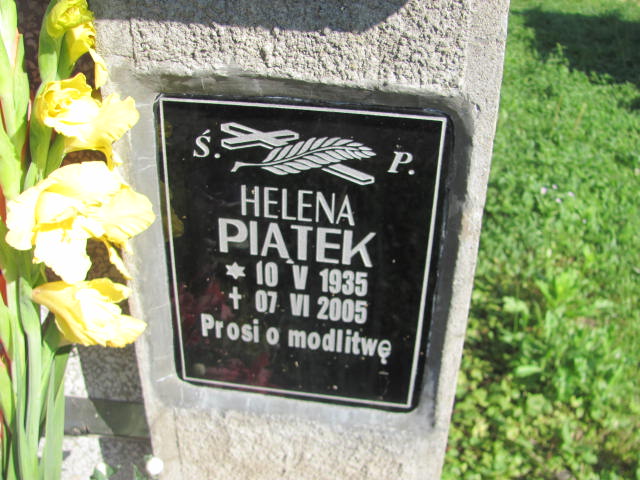 Ś. P.
HELENA
PIĄTEK
* 10 V 1935
✝ 07 VI 2005
Prosi o modlitwę